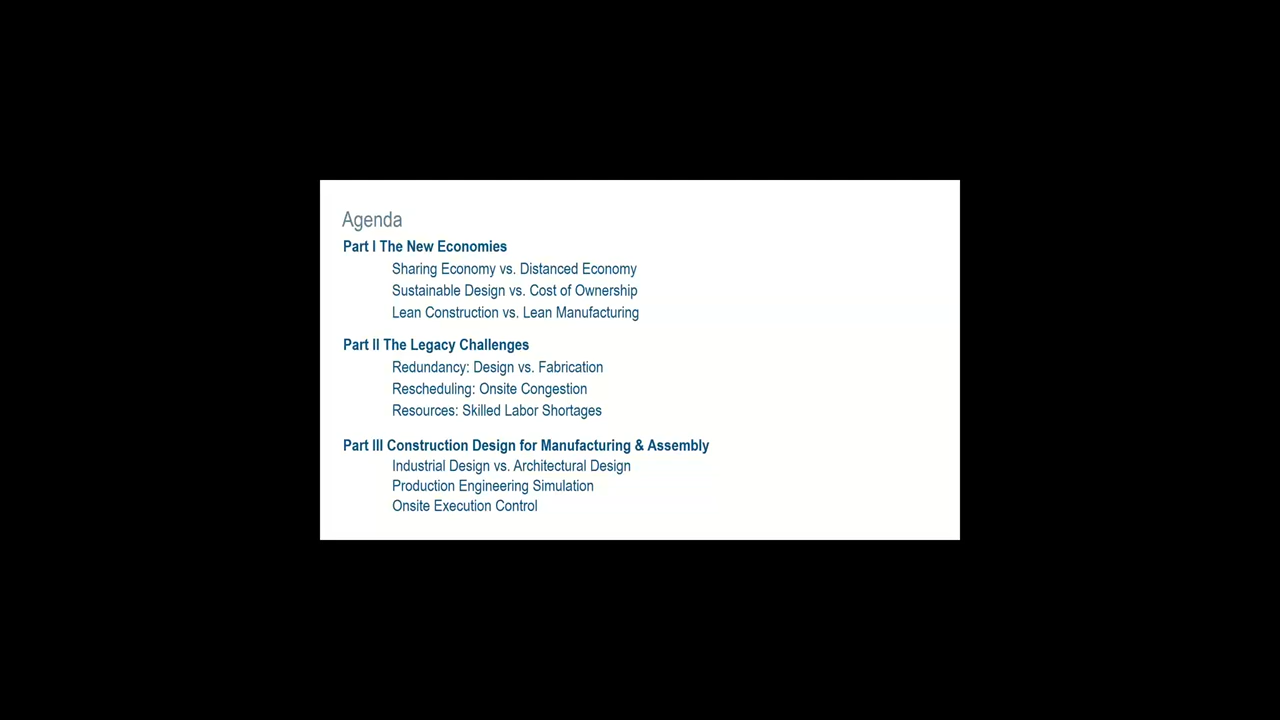 Agenda
Part I The New Economies
Sharing Economy vs. Distanced Economy
Sustainable Design vs. Cost of Ownership
Lean Construction vs. Lean Manufacturing
Part II The Legacy Challenges
Redundancy: Design vs. Fabrication
Rescheduling: Onsite Congestion
Resources: Skilled Labor Shortages
Part III Construction Design for Manufacturing & Assembly
Industrial Design vs. Architectural Design
Production Engineering Simulation
Onsite Execution Control